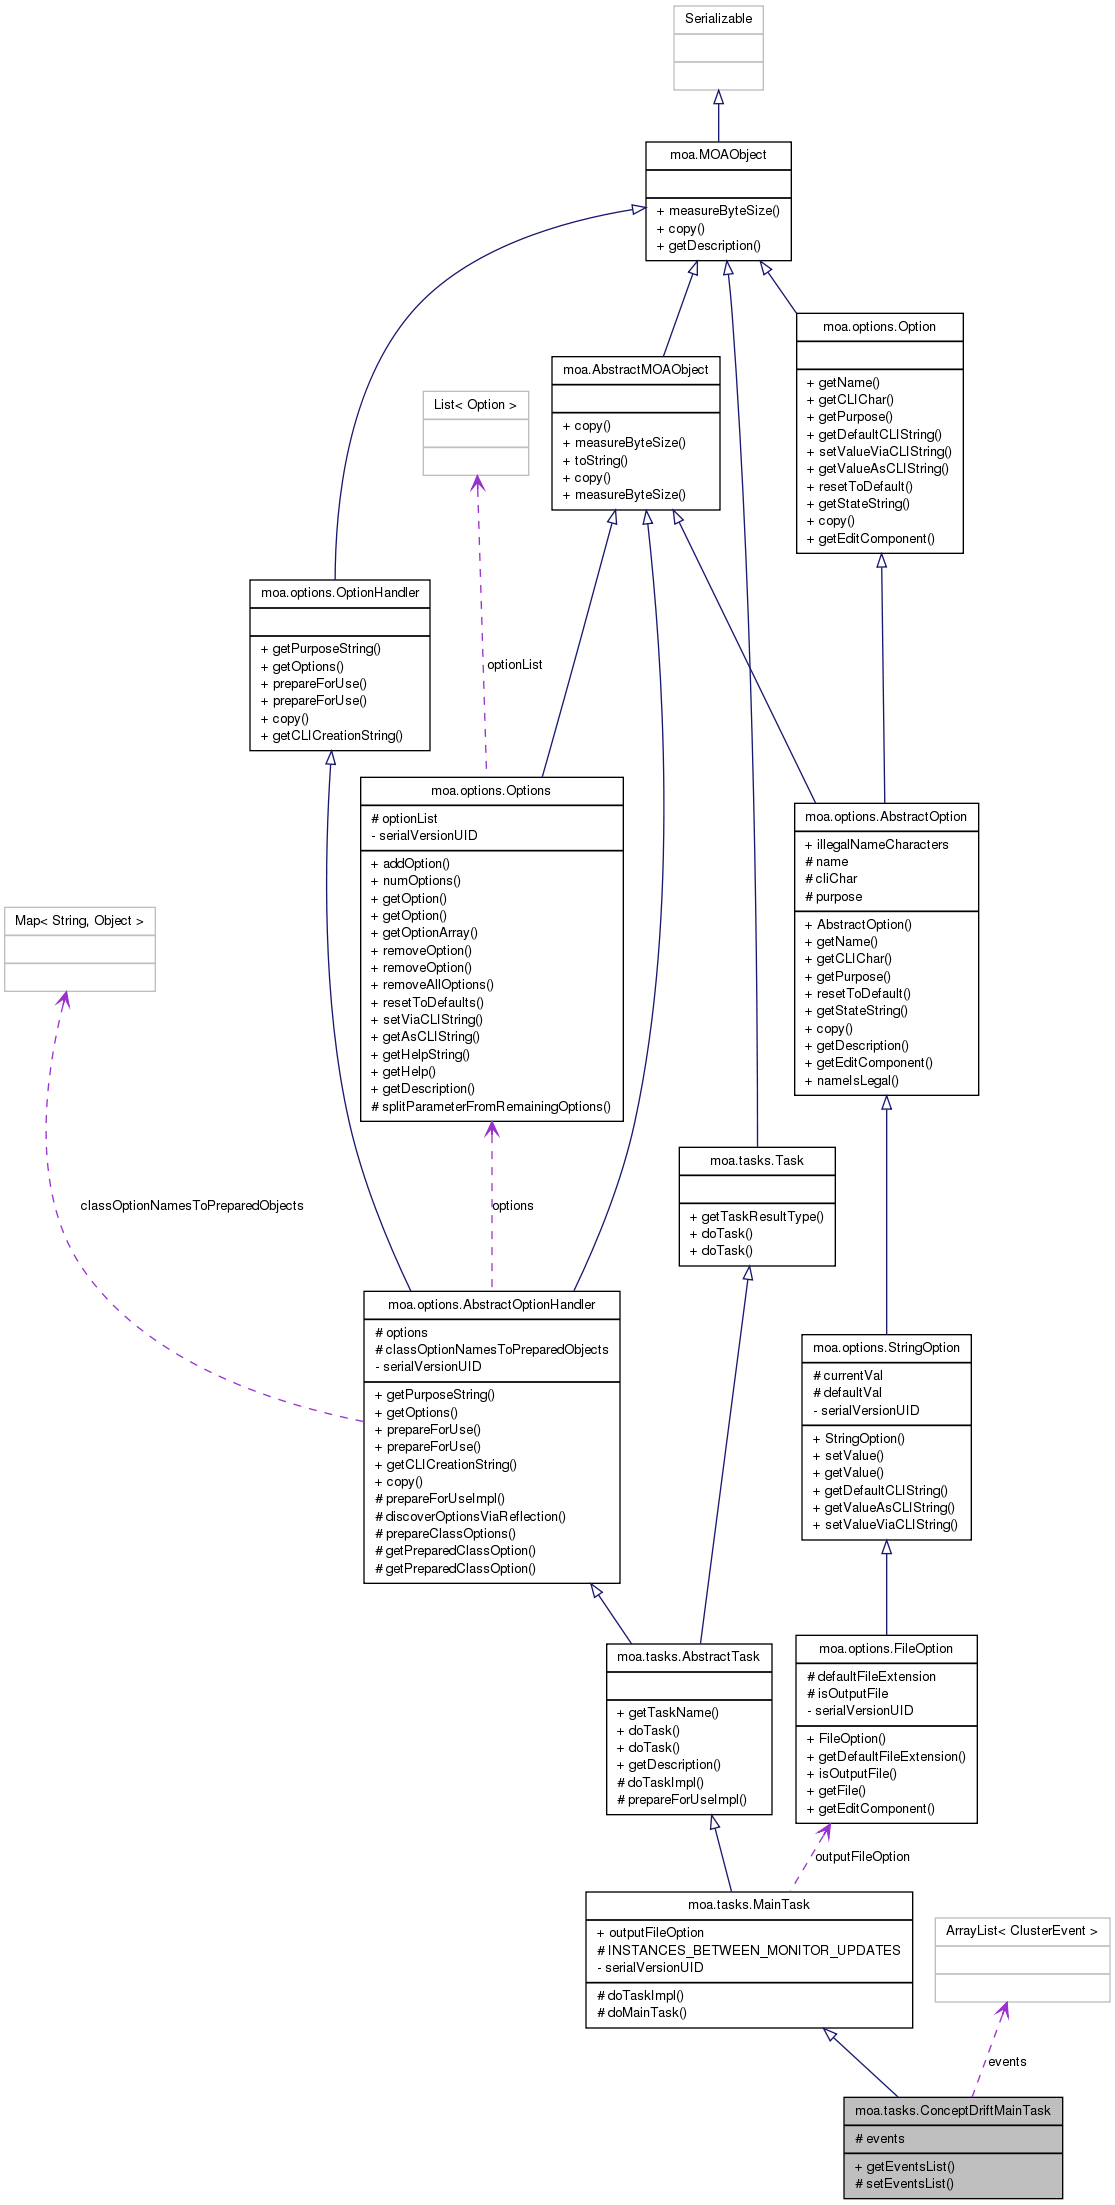 Serializable
moa.MOAObject
+ measureByteSize()
+ copy()
+ getDescription()
moa.options.Option
+ getName()
+ getCLIChar()
+ getPurpose()
+ getDefaultCLIString()
+ setValueViaCLIString()
+ getValueAsCLIString()
+ resetToDefault()
+ getStateString()
+ copy()
+ getEditComponent()
moa.AbstractMOAObject
+ copy()
+ measureByteSize()
+ toString()
+ copy()
+ measureByteSize()
List< Option >
moa.options.OptionHandler
+ getPurposeString()
+ getOptions()
+ prepareForUse()
+ prepareForUse()
+ copy()
+ getCLICreationString()
optionList
moa.options.Options
# optionList
- serialVersionUID
+ addOption()
+ numOptions()
+ getOption()
+ getOption()
+ getOptionArray()
+ removeOption()
+ removeOption()
+ removeAllOptions()
+ resetToDefaults()
+ setViaCLIString()
+ getAsCLIString()
+ getHelpString()
+ getHelp()
+ getDescription()
# splitParameterFromRemainingOptions()
moa.options.AbstractOption
+ illegalNameCharacters
# name
# cliChar
# purpose
+ AbstractOption()
+ getName()
+ getCLIChar()
+ getPurpose()
+ resetToDefault()
+ getStateString()
+ copy()
+ getDescription()
+ getEditComponent()
+ nameIsLegal()
Map< String, Object >
moa.tasks.Task
+ getTaskResultType()
+ doTask()
+ doTask()
classOptionNamesToPreparedObjects
options
moa.options.AbstractOptionHandler
# options
# classOptionNamesToPreparedObjects
- serialVersionUID
+ getPurposeString()
+ getOptions()
+ prepareForUse()
+ prepareForUse()
+ getCLICreationString()
+ copy()
# prepareForUseImpl()
# discoverOptionsViaReflection()
# prepareClassOptions()
# getPreparedClassOption()
# getPreparedClassOption()
moa.options.StringOption
# currentVal
# defaultVal
- serialVersionUID
+ StringOption()
+ setValue()
+ getValue()
+ getDefaultCLIString()
+ getValueAsCLIString()
+ setValueViaCLIString()
moa.tasks.AbstractTask
+ getTaskName()
+ doTask()
+ doTask()
+ getDescription()
# doTaskImpl()
# prepareForUseImpl()
moa.options.FileOption
# defaultFileExtension
# isOutputFile
- serialVersionUID
+ FileOption()
+ getDefaultFileExtension()
+ isOutputFile()
+ getFile()
+ getEditComponent()
outputFileOption
moa.tasks.MainTask
+ outputFileOption
# INSTANCES_BETWEEN_MONITOR_UPDATES
- serialVersionUID
# doTaskImpl()
# doMainTask()
ArrayList< ClusterEvent >
events
moa.tasks.ConceptDriftMainTask
# events
+ getEventsList()
# setEventsList()